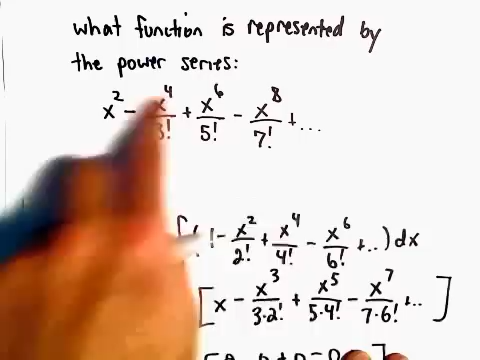 what function is represented by
the power series:
x² - x⁴/3! + x⁶/5! - x⁸/7! + ...
∫(1 - x²/2! + x⁴/4! - x⁶/6! + ..) dx
[x - x³/3·2! + x⁵/5·4! - x⁷/7·6! + ..]